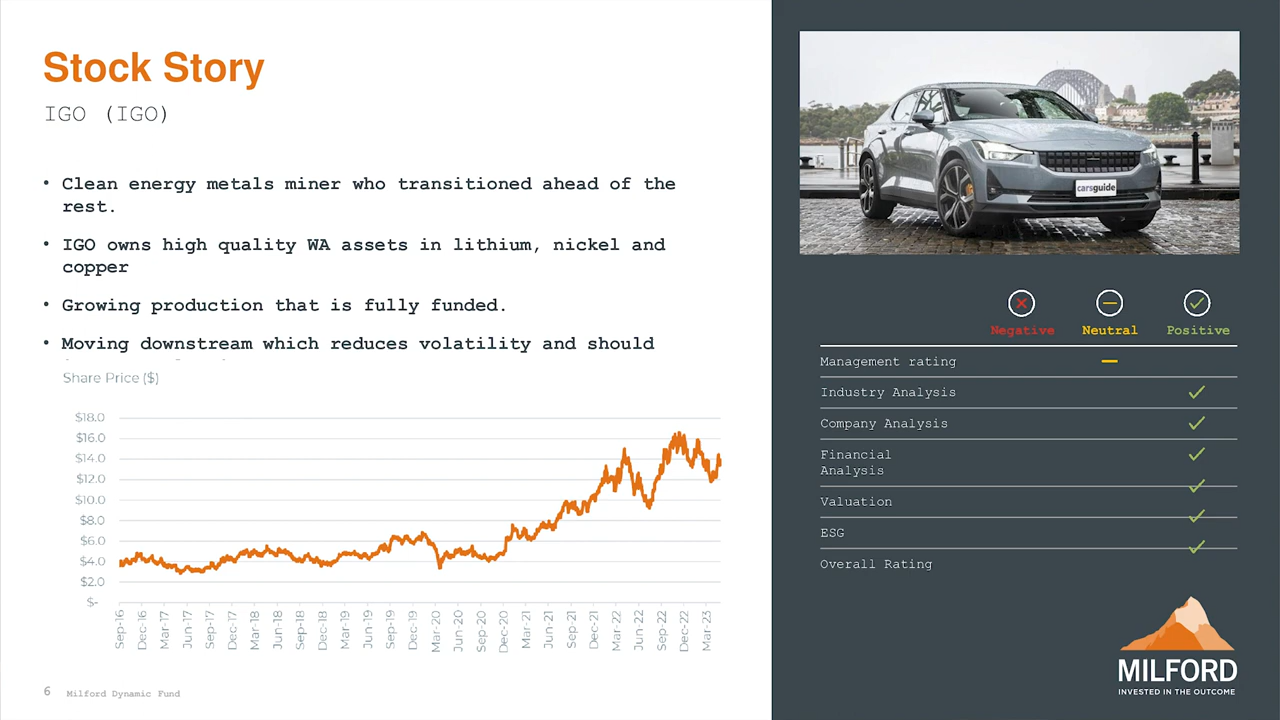 Stock Story
IGO (IGO)
• Clean energy metals miner who transitioned ahead of the
rest.
• IGO owns high quality WA assets in lithium, nickel and
copper
• Growing production that is fully funded.
• Moving downstream which reduces volatility and should
Share Price ($)
$18.0
$16.0
$14.0
$12.0
$10.0
$8.0
$6.0
$4.0
$2.0
$-
Sep-16
Dec-16
Mar-17
Jun-17
Sep-17
Dec-17
Mar-18
Jun-18
Sep-18
Dec-18
Mar-19
Jun-19
Sep-19
Dec-19
Mar-20
Jun-20
Sep-20
Dec-20
Mar-21
Jun-21
Sep-21
Dec-21
Mar-22
Jun-22
Sep-22
Dec-22
Mar-23
6 Milford Dynamic Fund
carsguide
Negative Neutral Positive
Management rating
Industry Analysis
Company Analysis
Financial
Analysis
Valuation
ESG
Overall Rating
MILFORD
INVESTED IN THE OUTCOME